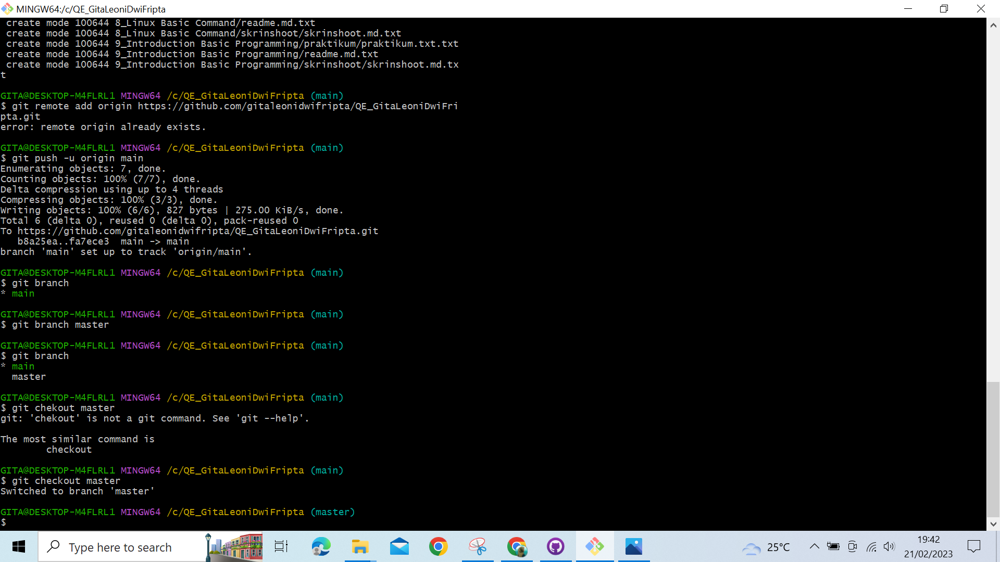 MINGW64:/c/QE_GitaLeoniDwiFripta
 create mode 100644 8_Linux Basic Command/readme.md.txt
 create mode 100644 8_Linux Basic Command/skrinshoot/skrinshoot.md.txt
 create mode 100644 9_Introduction Basic Programming/praktikum/praktikum.txt.txt
 create mode 100644 9_Introduction Basic Programming/readme.md.txt
 create mode 100644 9_Introduction Basic Programming/skrinshoot/skrinshoot.md.tx
t
GITA@DESKTOP-M4FLRL1 MINGW64 /c/QE_GitaLeoniDwiFripta (main)
$ git remote add origin https://github.com/gitaleonidwifripta/QE_GitaLeoniDwiFri
pta.git
error: remote origin already exists.
GITA@DESKTOP-M4FLRL1 MINGW64 /c/QE_GitaLeoniDwiFripta (main)
$ git push -u origin main
Enumerating objects: 7, done.
Counting objects: 100% (7/7), done.
Delta compression using up to 4 threads
Compressing objects: 100% (3/3), done.
Writing objects: 100% (6/6), 827 bytes | 275.00 KiB/s, done.
Total 6 (delta 0), reused 0 (delta 0), pack-reused 0
To https://github.com/gitaleonidwifripta/QE_GitaLeoniDwiFripta.git
   b8a25ea..fa7ece3  main -> main
branch 'main' set up to track 'origin/main'.
GITA@DESKTOP-M4FLRL1 MINGW64 /c/QE_GitaLeoniDwiFripta (main)
$ git branch
* main
GITA@DESKTOP-M4FLRL1 MINGW64 /c/QE_GitaLeoniDwiFripta (main)
$ git branch master
GITA@DESKTOP-M4FLRL1 MINGW64 /c/QE_GitaLeoniDwiFripta (main)
$ git branch
* main
  master
GITA@DESKTOP-M4FLRL1 MINGW64 /c/QE_GitaLeoniDwiFripta (main)
$ git chekout master
git: 'chekout' is not a git command. See 'git --help'.
The most similar command is
        checkout
GITA@DESKTOP-M4FLRL1 MINGW64 /c/QE_GitaLeoniDwiFripta (main)
$ git checkout master
Switched to branch 'master'
GITA@DESKTOP-M4FLRL1 MINGW64 /c/QE_GitaLeoniDwiFripta (master)
$
Type here to search
25°C
19:42
21/02/2023